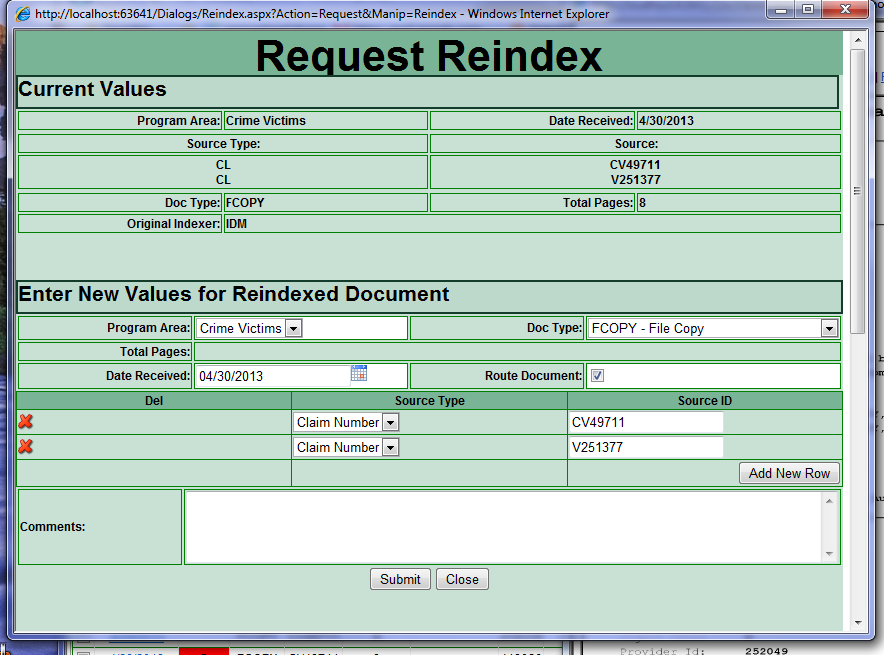 http://localhost:63641/Dialogs/Reindex.aspx?Action=Request&Manip=Reindex - Windows Internet Explorer
Request Reindex
Current Values
Program Area: Crime Victims Date Received: 4/30/2013
Source Type: Source:
CL CV49711
CL V251377
Doc Type: FCOPY Total Pages: 8
Original Indexer: IDM
Enter New Values for Reindexed Document
Program Area: Crime Victims Doc Type: FCOPY - File Copy
Total Pages:
Date Received: 04/30/2013 Route Document:
Del Source Type Source ID
Claim Number CV49711
Claim Number V251377
Add New Row
Comments:
Submit Close
Provider Id: 252049